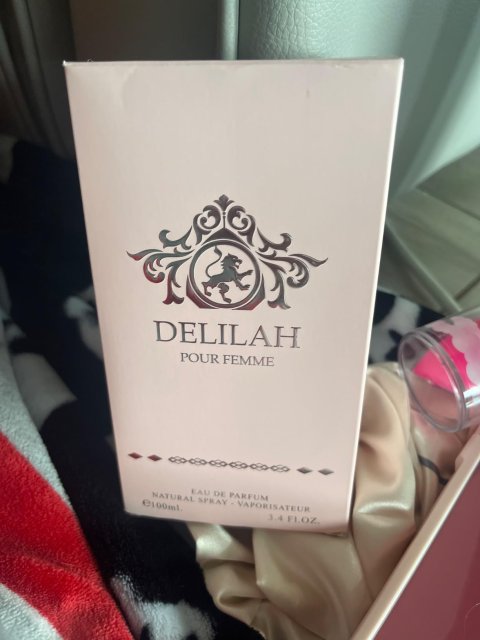 DELILAH
POUR FEMME
EAU DE PARFUM
NATURAL SPRAY - VAPORISATEUR
℮100ml. 3.4 FL.OZ.